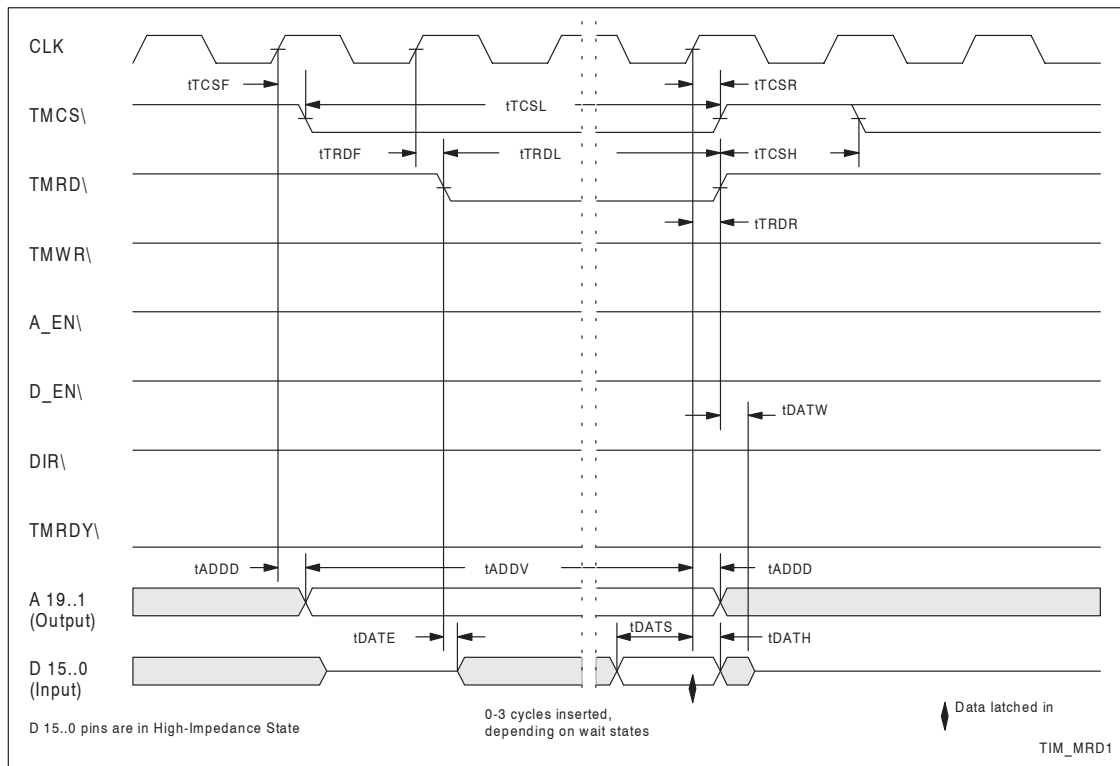 CLK
tTCSF
tTCSR
TMCS\
tTCSL
tTRDF
tTRDL
tTCSH
TMRD\
tTRDR
TMWR\
A_EN\
D_EN\
tDATW
DIR\
TMRDY\
tADDD
tADDV
tADDD
A 19..1
(Output)
tDATE
tDATS
tDATH
D 15..0
(Input)
D 15..0 pins are in High-Impedance State
0-3 cycles inserted,
depending on wait states
Data latched in
TIM_MRD1